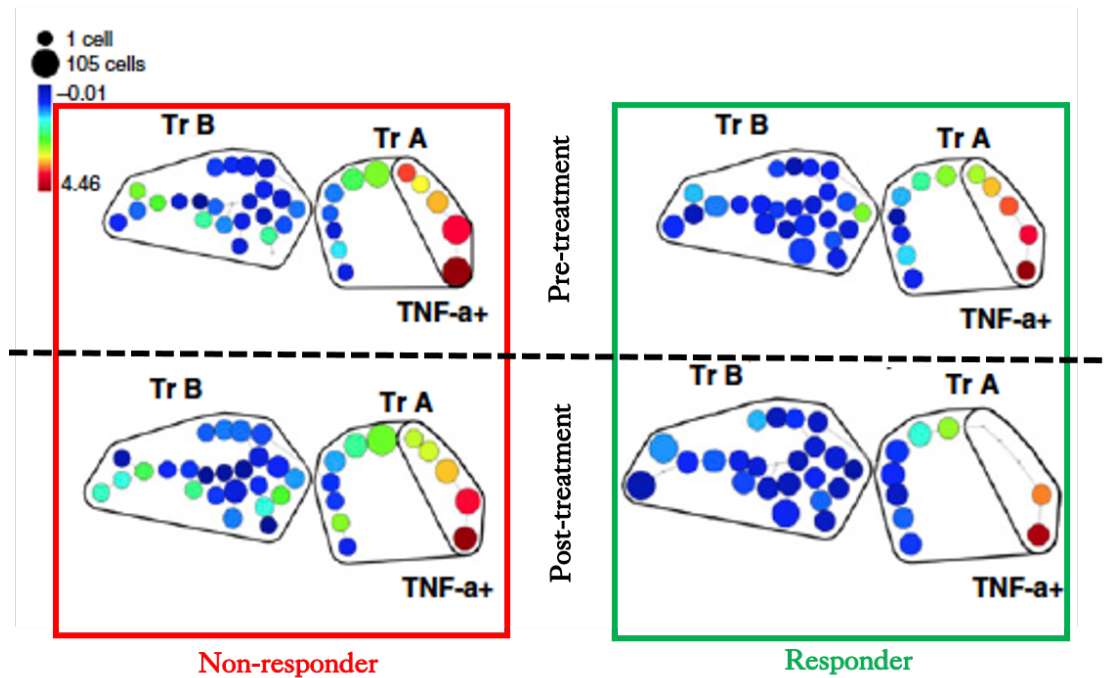 1 cell
105 cells
–0.01
4.46
Tr B
Tr A
TNF-a+
Pre-treatment
Tr B
Tr A
TNF-a+
Tr B
Tr A
TNF-a+
Post-treatment
Tr B
Tr A
TNF-a+
Non-responder
Responder